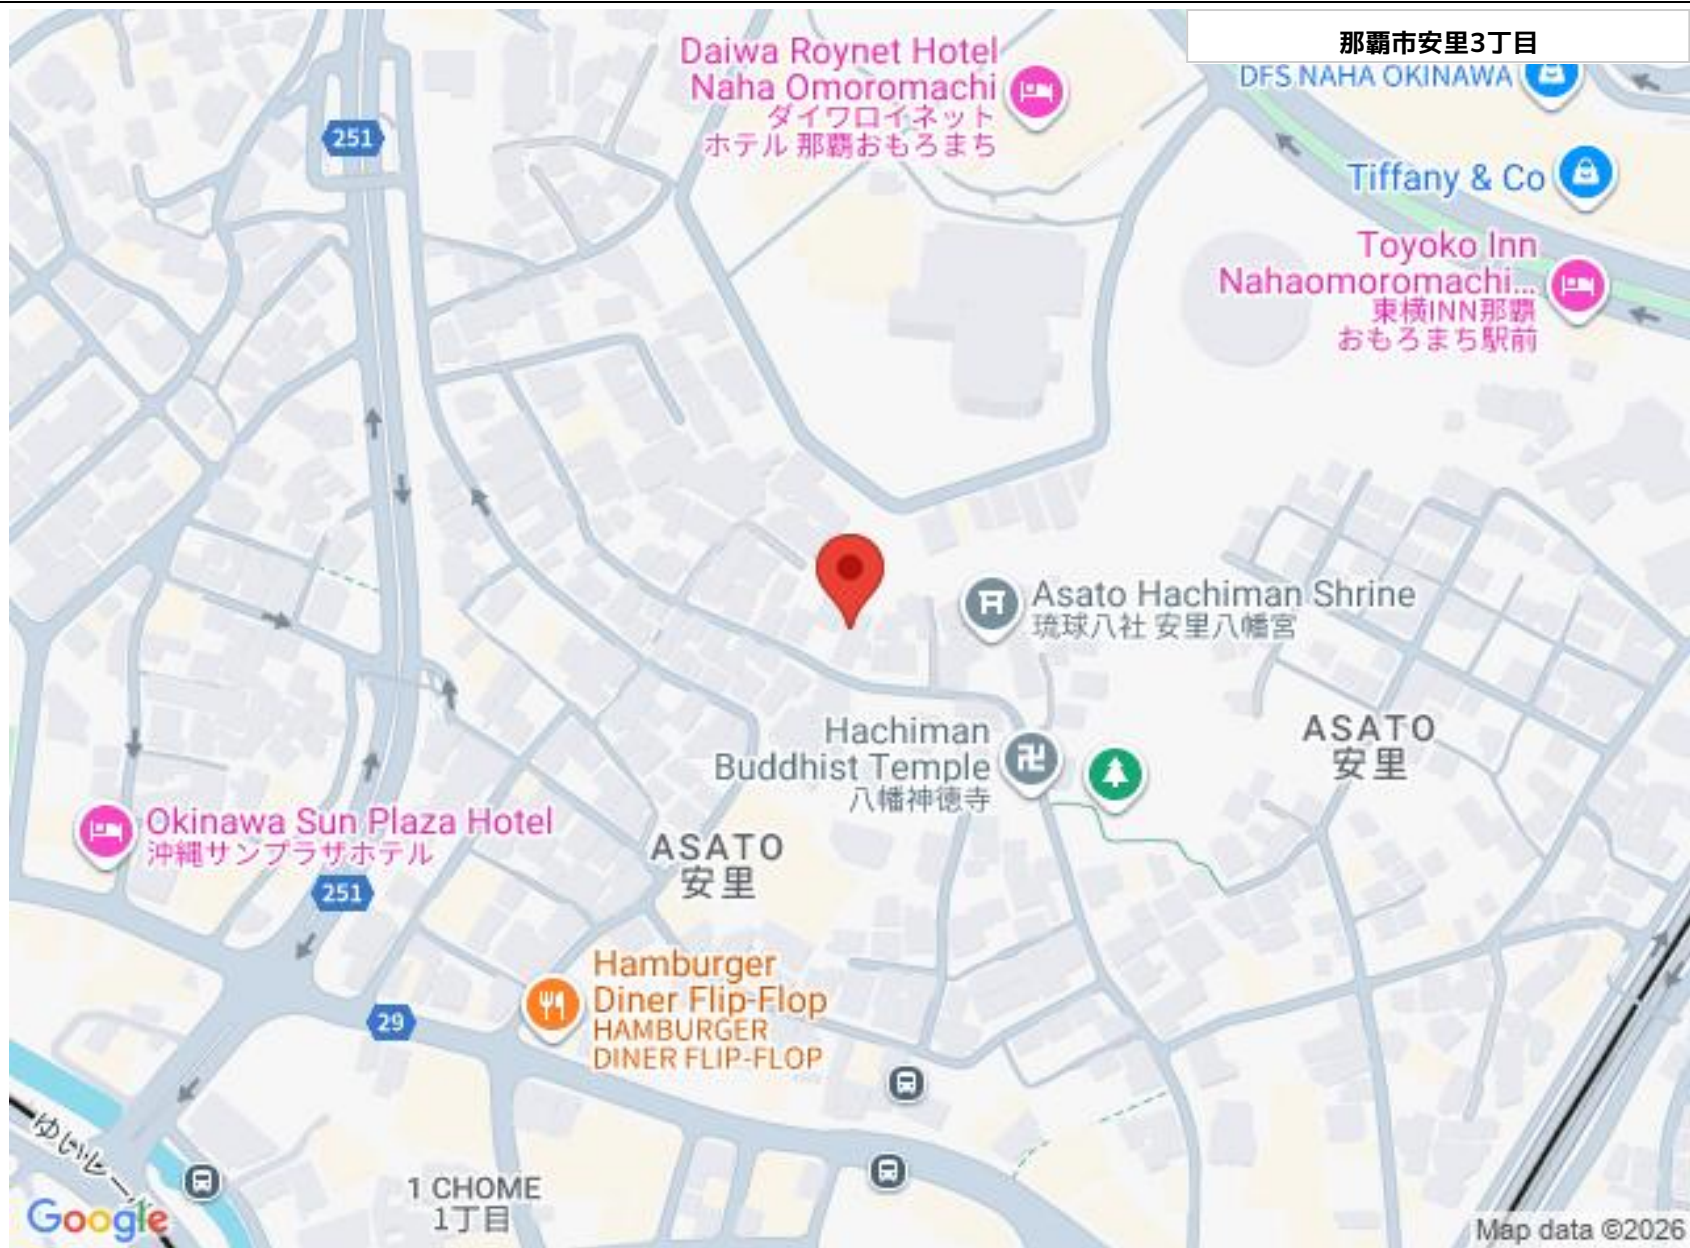 那覇市安里3丁目
Daiwa Roynet Hotel
Naha Omoromachi
ダイワロイネット
ホテル 那覇おもろまち
DFS NAHA OKINAWA
251
Tiffany & Co
Toyoko Inn
Nahaomoromachi...
東横INN那覇
おもろまち駅前
Asato Hachiman Shrine
琉球八社 安里八幡宮
Hachiman
Buddhist Temple
八幡神徳寺
ASATO
安里
Okinawa Sun Plaza Hotel
沖縄サンプラザホテル
ASATO
安里
251
Hamburger
Diner Flip-Flop
HAMBURGER
DINER FLIP-FLOP
29
ゆいレール
1 CHOME
1丁目
Google
Map data ©2026